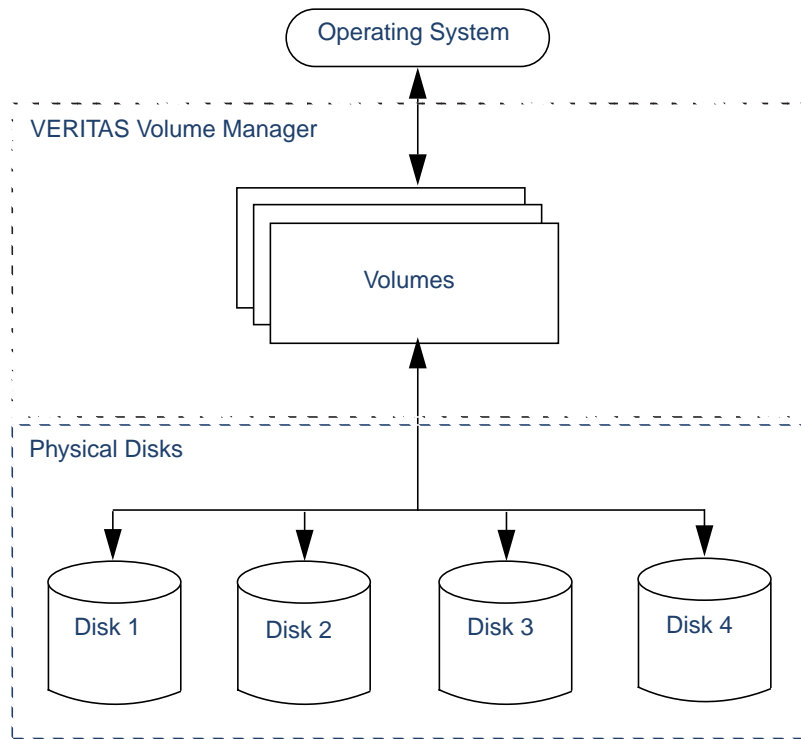 Operating System
VERITAS Volume Manager
Volumes
Physical Disks
Disk 1
Disk 2
Disk 3
Disk 4